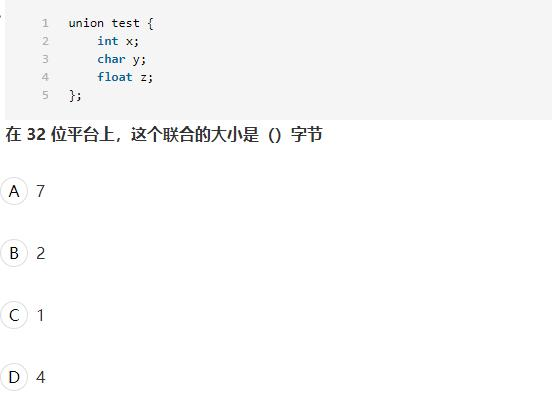 1 union test {
2     int x;
3     char y;
4     float z;
5 };
在 32 位平台上，这个联合的大小是（）字节
A 7
B 2
C 1
D 4